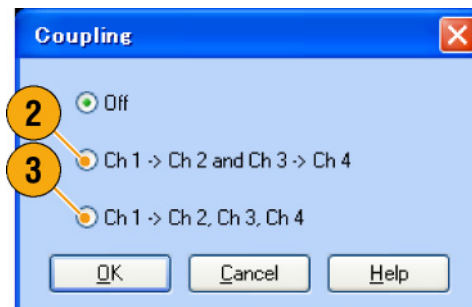 Coupling
Off
2
Ch 1 -> Ch 2 and Ch 3 -> Ch 4
3
Ch 1 -> Ch 2, Ch 3, Ch 4
OK Cancel Help